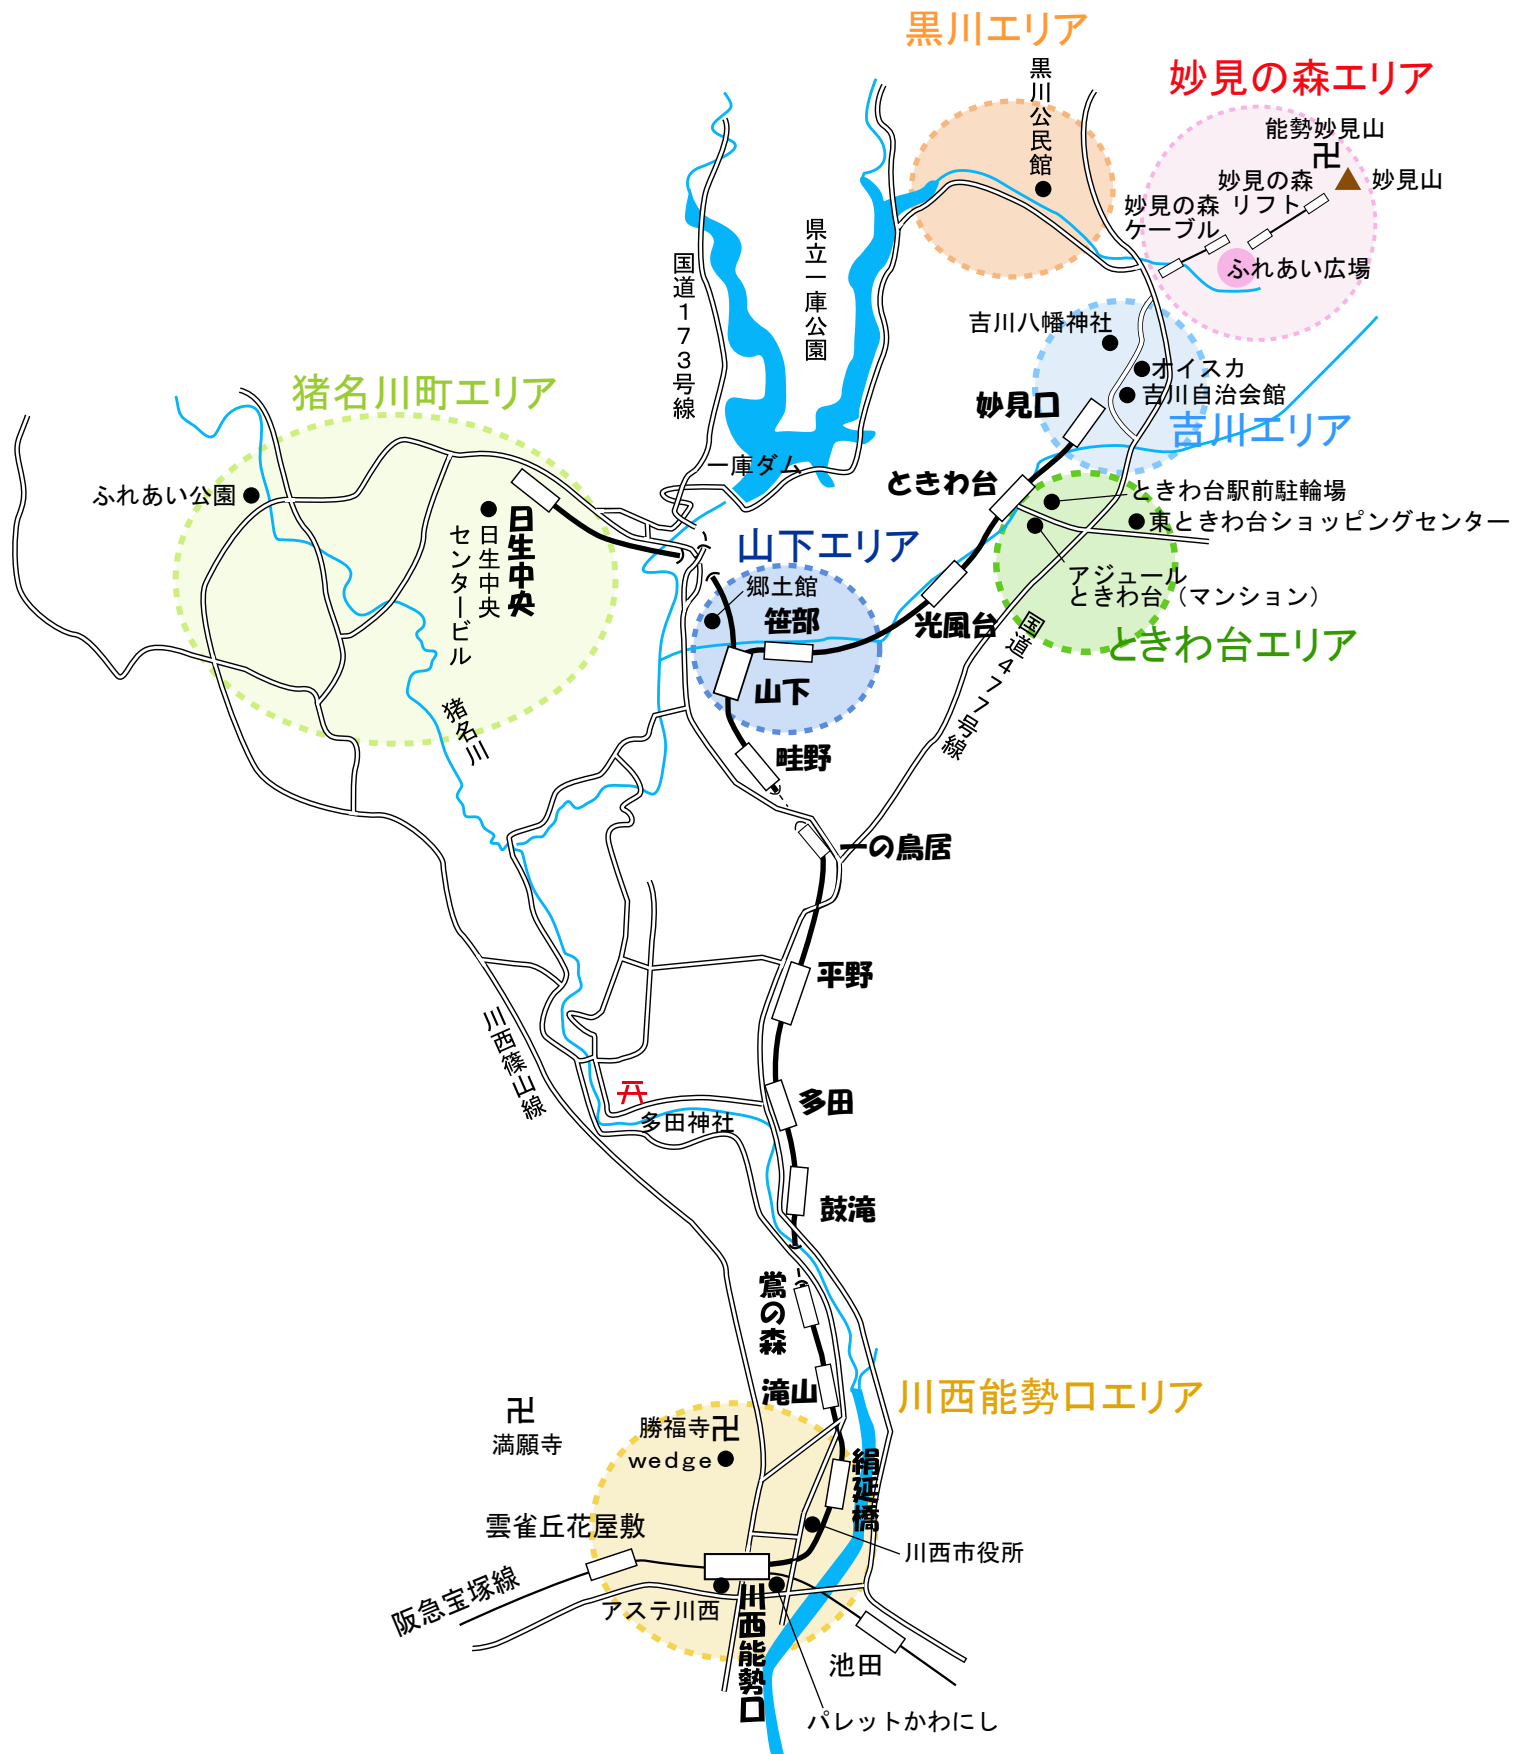 黒川エリア
黒川公民館
妙見の森エリア
能勢妙見山
卍
妙見山
妙見の森
リフト
妙見の森
ケーブル
ふれあい広場
県立一庫公園
国道173号線
吉川八幡神社
オイスカ
吉川自治会館
吉川エリア
妙見口
猪名川町エリア
ふれあい公園
日生中央
日生中央
センタービル
一庫ダム
ときわ台
ときわ台駅前駐輪場
東ときわ台ショッピングセンター
アジュール
ときわ台（マンション）
ときわ台エリア
山下エリア
郷土館
笹部
光風台
山下
国道477号線
猪名川
畦野
一の鳥居
平野
川西篠山線
多田
多田神社
鼓滝
鴬の森
滝山
川西能勢口エリア
卍
満願寺
勝福寺卍
wedge
絹延橋
雲雀丘花屋敷
川西市役所
阪急宝塚線
アステ川西
川西能勢口
池田
パレットかわにし